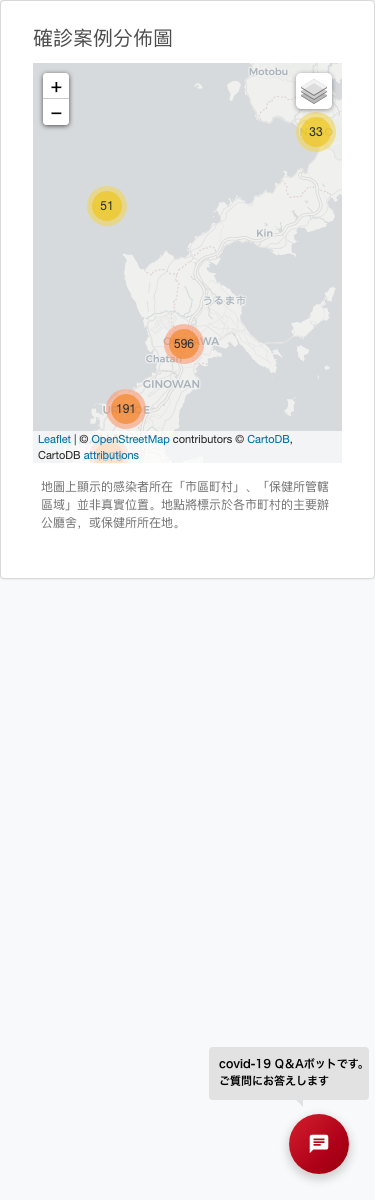 確診案例分佈圖
Motobu
+
−
33
51
Kin
うるま市
596
Chatan
GINOWAN
191
Leaflet | © OpenStreetMap contributors © CartoDB,
CartoDB attributions
地圖上顯示的感染者所在「市區町村」、「保健所管轄
區域」並非真實位置。地點將標示於各市町村的主要辦
公廳舍，或保健所所在地。
covid-19 Q&Aボットです。
ご質問にお答えします